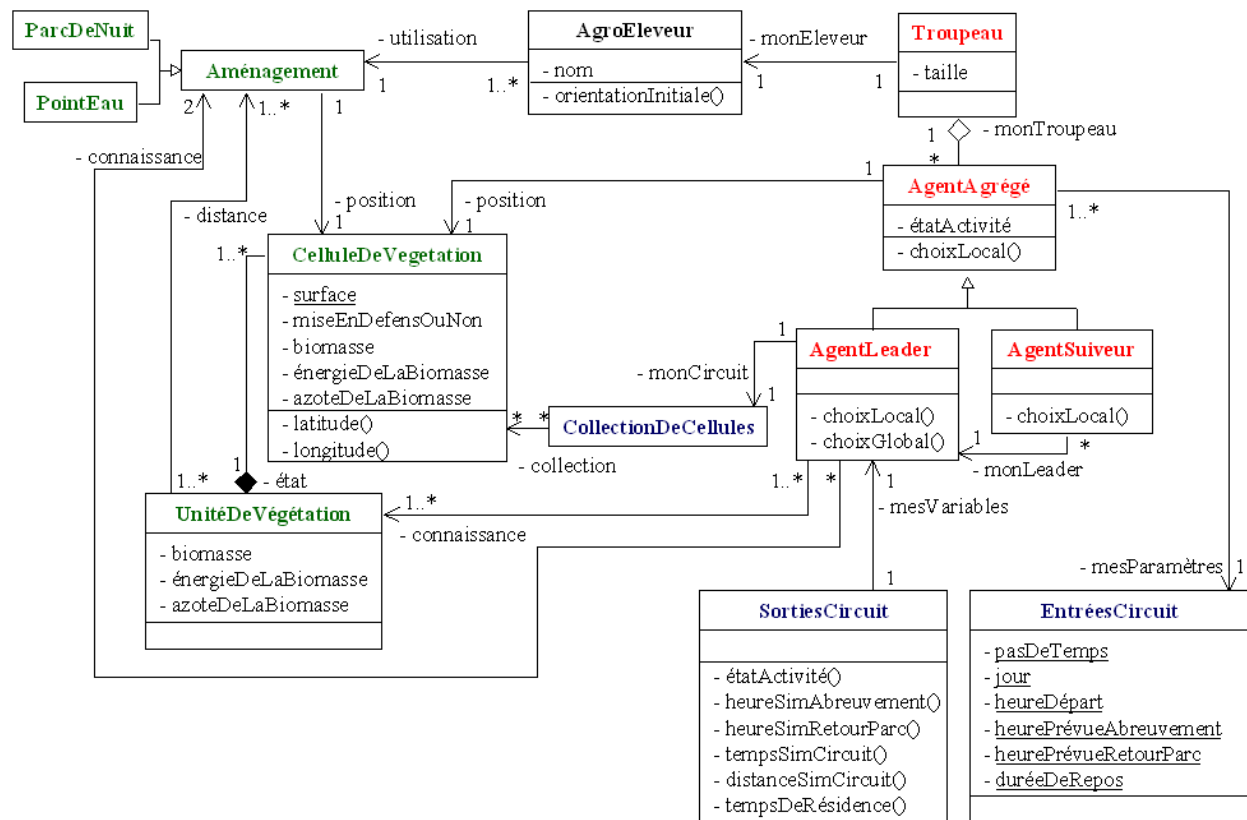 ParcDeNuit
PointEau
Aménagement
- utilisation
1
1..*
AgroEleveur
- nom
- orientationInitiale()
- monEleveur
1
1
Troupeau
- taille
1
- monTroupeau
*
2
1..*
1
- connaissance
- distance
- position
1
- position
1
1
AgentAgrégé
- étatActivité
- choixLocal()
1..*
1..*
CelluleDeVegetation
- surface
- miseEnDefensOuNon
- biomasse
- énergieDeLaBiomasse
- azoteDeLaBiomasse
- latitude()
- longitude()
1
- monCircuit
1
* *
CollectionDeCellules
- collection
AgentLeader
- choixLocal()
- choixGlobal()
AgentSuiveur
- choixLocal()
1
*
- monLeader
1
- état
1..*
UnitéDeVégétation
- biomasse
- énergieDeLaBiomasse
- azoteDeLaBiomasse
1..*
- connaissance
1..*
*
1
- mesVariables
1
- mesParamètres
1
SortiesCircuit
- étatActivité()
- heureSimAbreuvement()
- heureSimRetourParc()
- tempsSimCircuit()
- distanceSimCircuit()
- tempsDeRésidence()
EntréesCircuit
- pasDeTemps
- jour
- heureDépart
- heurePrévueAbreuvement
- heurePrévueRetourParc
- duréeDeRepos